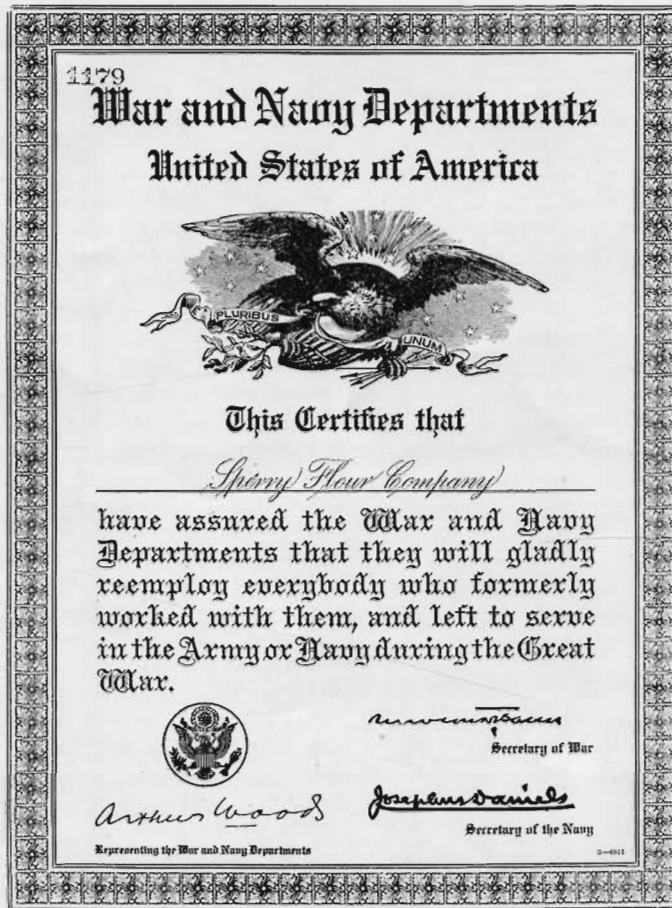 1179
War and Navy Departments
United States of America
PLURIBUS
UNUM
This Certifies that
Sperry Flour Company
have assured the War and Navy
Departments that they will gladly
reemploy everybody who formerly
worked with them, and left to serve
in the Army or Navy during the Great
War.
Secretary of War
Arthur Woods
Josephus Daniels
Secretary of the Navy
Representing the War and Navy Departments